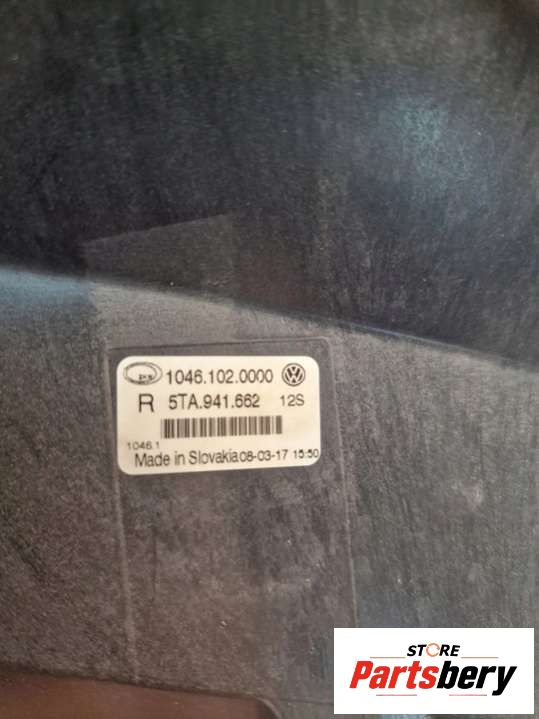 1046.102.0000
R 5TA.941.662 12S
1046.1
Made in Slovakia 08-03-17 15:50
STORE
Partsbery